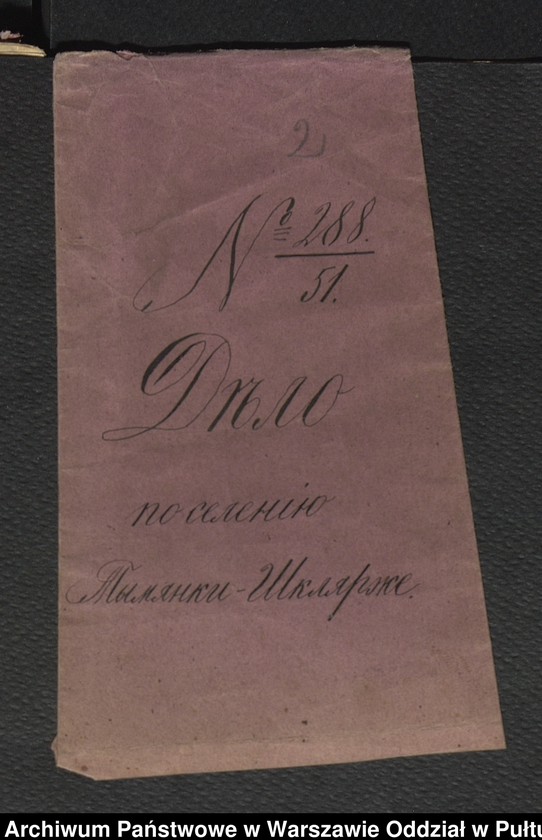 2
№ 288.
51.
Дѣло
по селенію
Тымянки-Шклярже.
Archiwum Państwowe w Warszawie Oddział w Pułtu